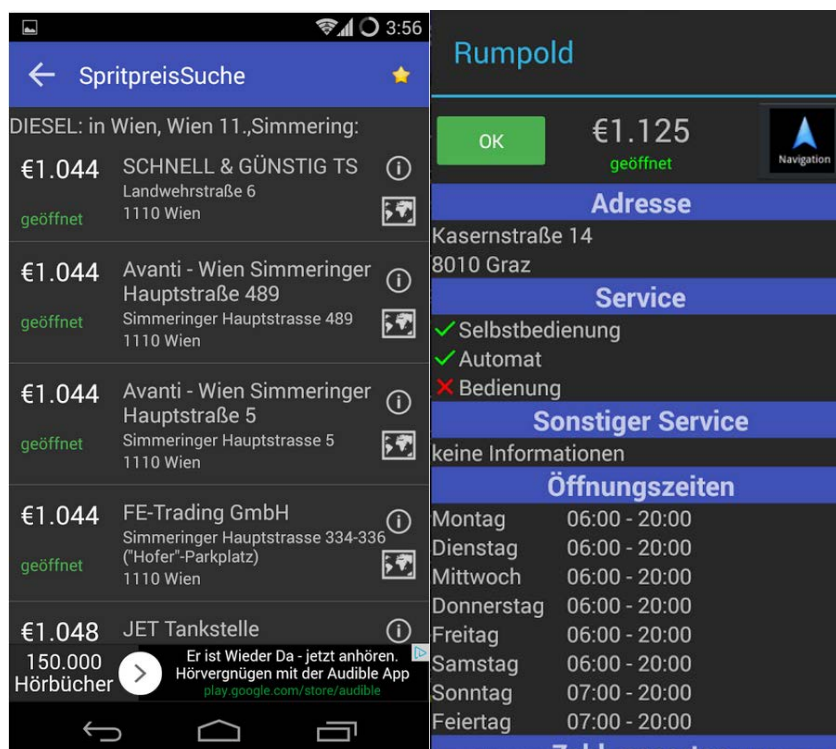 3:56
SpritpreisSuche
DIESEL: in Wien, Wien 11.,Simmering:
€1.044
SCHNELL & GÜNSTIG TS
Landwehrstraße 6
geöffnet
1110 Wien
€1.044
Avanti - Wien Simmeringer
Hauptstraße 489
geöffnet
Simmeringer Hauptstrasse 489
1110 Wien
€1.044
Avanti - Wien Simmeringer
Hauptstraße 5
geöffnet
Simmeringer Hauptstrasse 5
1110 Wien
€1.044
FE-Trading GmbH
Simmeringer Hauptstrasse 334-336
geöffnet
("Hofer"-Parkplatz)
1110 Wien
€1.048
JET Tankstelle
150.000
Hörbücher
Er ist Wieder Da - jetzt anhören.
Hörvergnügen mit der Audible App
play.google.com/store/audible
Rumpold
OK
€1.125
geöffnet
Navigation
Adresse
Kasernstraße 14
8010 Graz
Service
Selbstbedienung
Automat
Bedienung
Sonstiger Service
keine Informationen
Öffnungszeiten
Montag 06:00 - 20:00
Dienstag 06:00 - 20:00
Mittwoch 06:00 - 20:00
Donnerstag 06:00 - 20:00
Freitag 06:00 - 20:00
Samstag 06:00 - 20:00
Sonntag 07:00 - 20:00
Feiertag 07:00 - 20:00